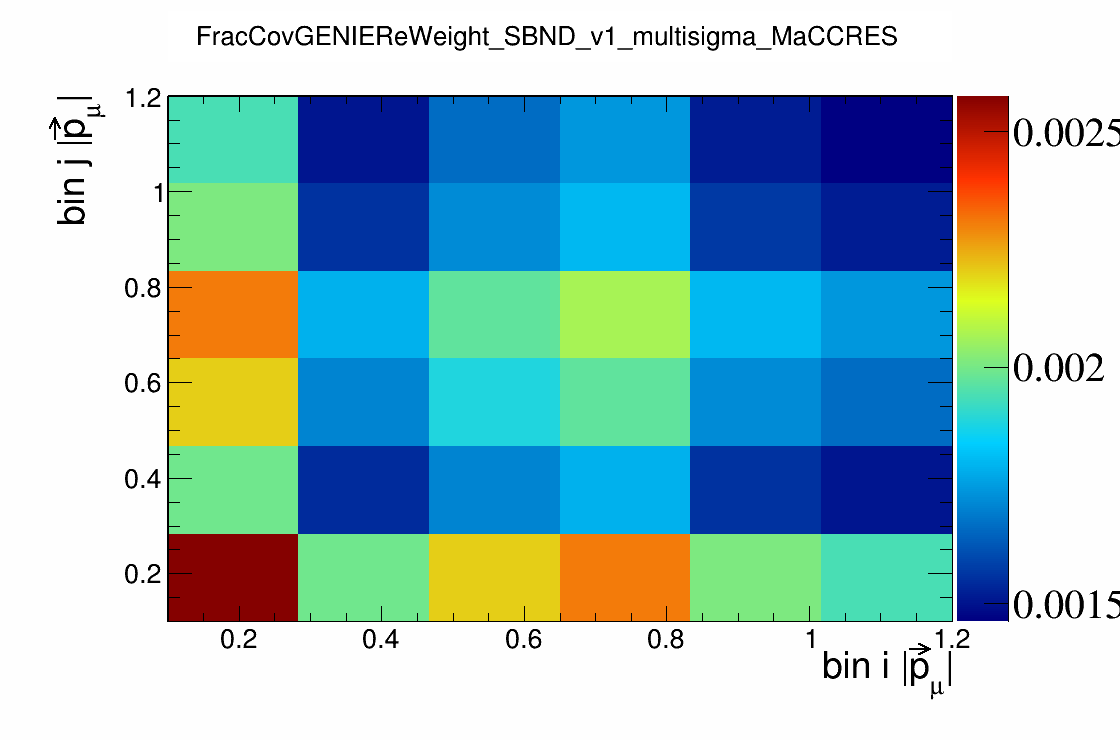 FracCovGENIEReWeight_SBND_v1_multisigma_MaCCRES
bin j |p⃗μ|
1.2
1
0.8
0.6
0.4
0.2
0.2 0.4 0.6 0.8 1 1.2
bin i |p⃗μ|
0.0025
0.002
0.0015